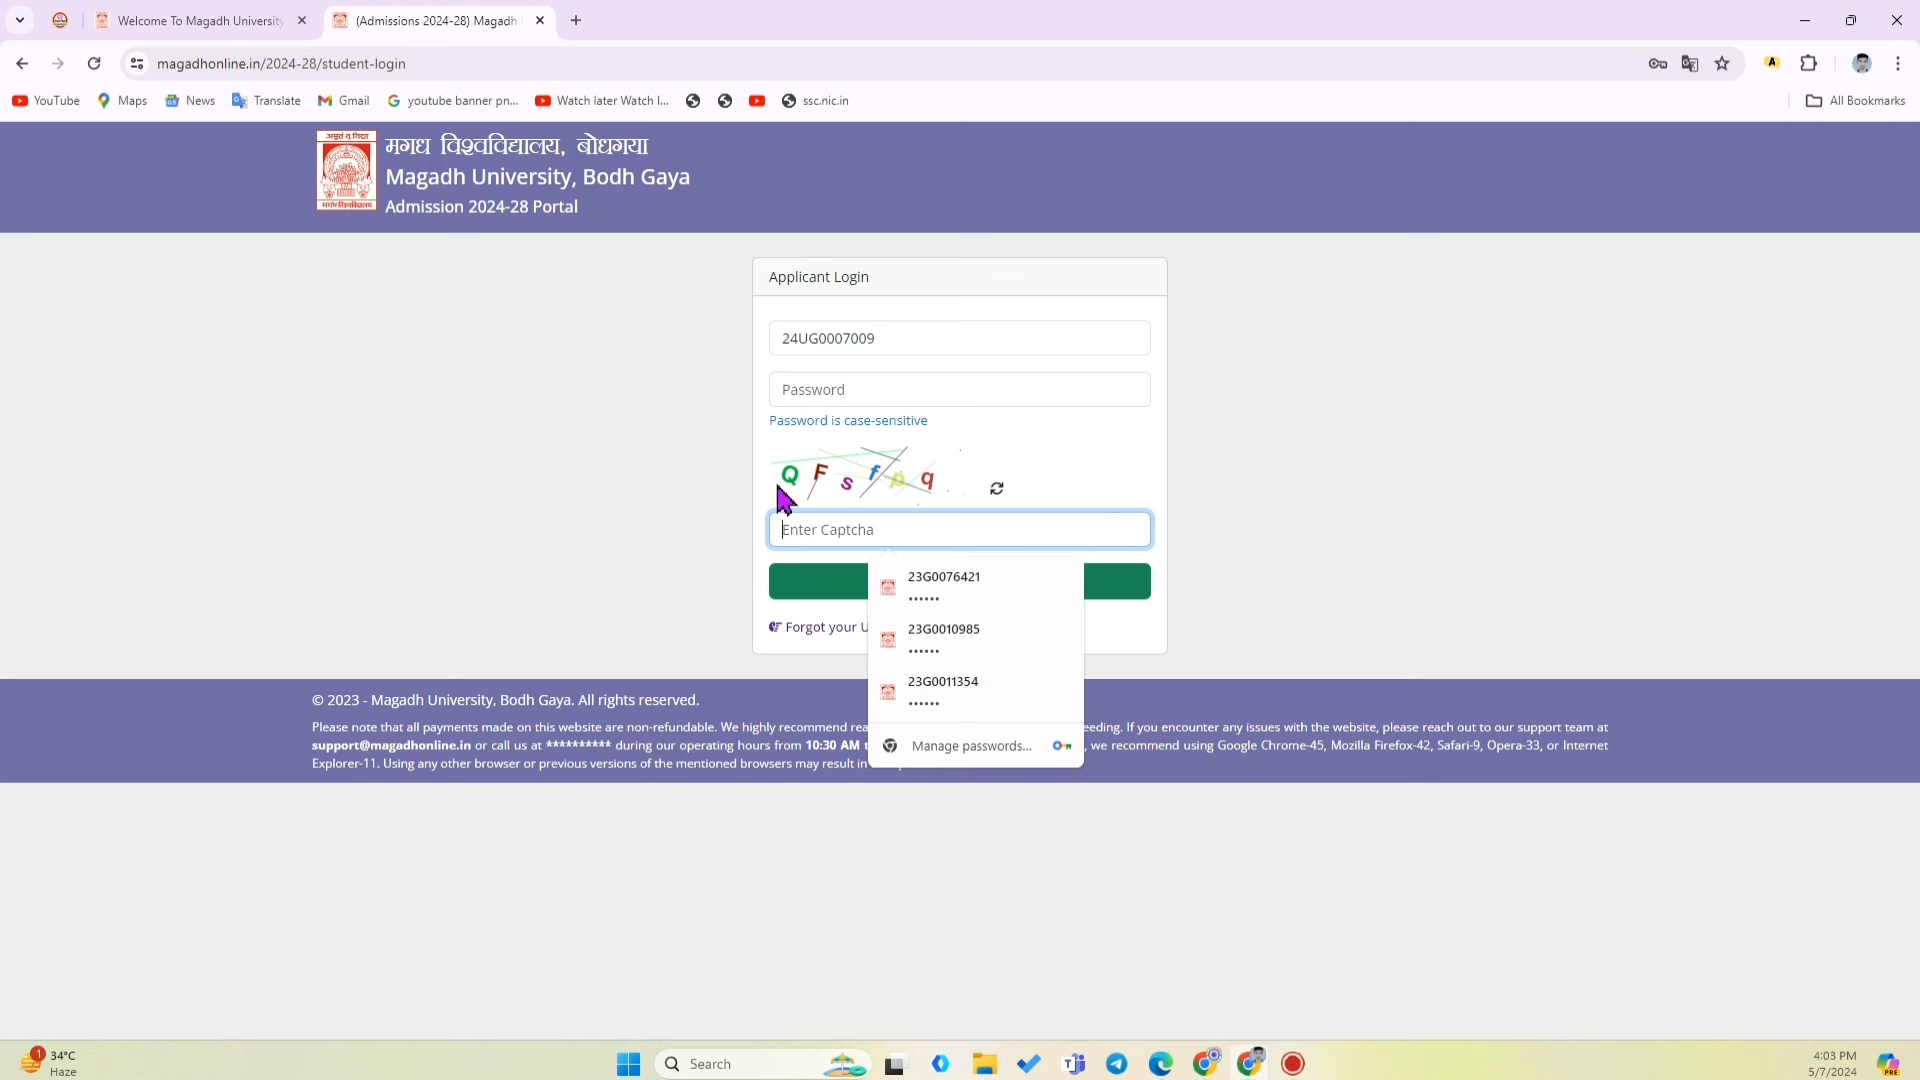 Welcome To Magadh University
(Admissions 2024-28) Magadh
magadhonline.in/2024-28/student-login
YouTube
Maps
News
Translate
Gmail
youtube banner pn...
Watch later Watch l...
ssc.nic.in
All Bookmarks
मगध विश्वविद्यालय, बोधगया
Magadh University, Bodh Gaya
Admission 2024-28 Portal
Applicant Login
24UG0007009
Password
Password is case-sensitive
Q F s f p q
Enter Captcha
23G0076421
••••••
23G0010985
••••••
23G0011354
••••••
Manage passwords...
Forgot your U
© 2023 - Magadh University, Bodh Gaya. All rights reserved.
Please note that all payments made on this website are non-refundable. We highly recommend rea eeding. If you encounter any issues with the website, please reach out to our support team at
support@magadhonline.in or call us at ********** during our operating hours from 10:30 AM t , we recommend using Google Chrome-45, Mozilla Firefox-42, Safari-9, Opera-33, or Internet
Explorer-11. Using any other browser or previous versions of the mentioned browsers may result in
1
34°C
Haze
Search
4:03 PM
5/7/2024
PRE